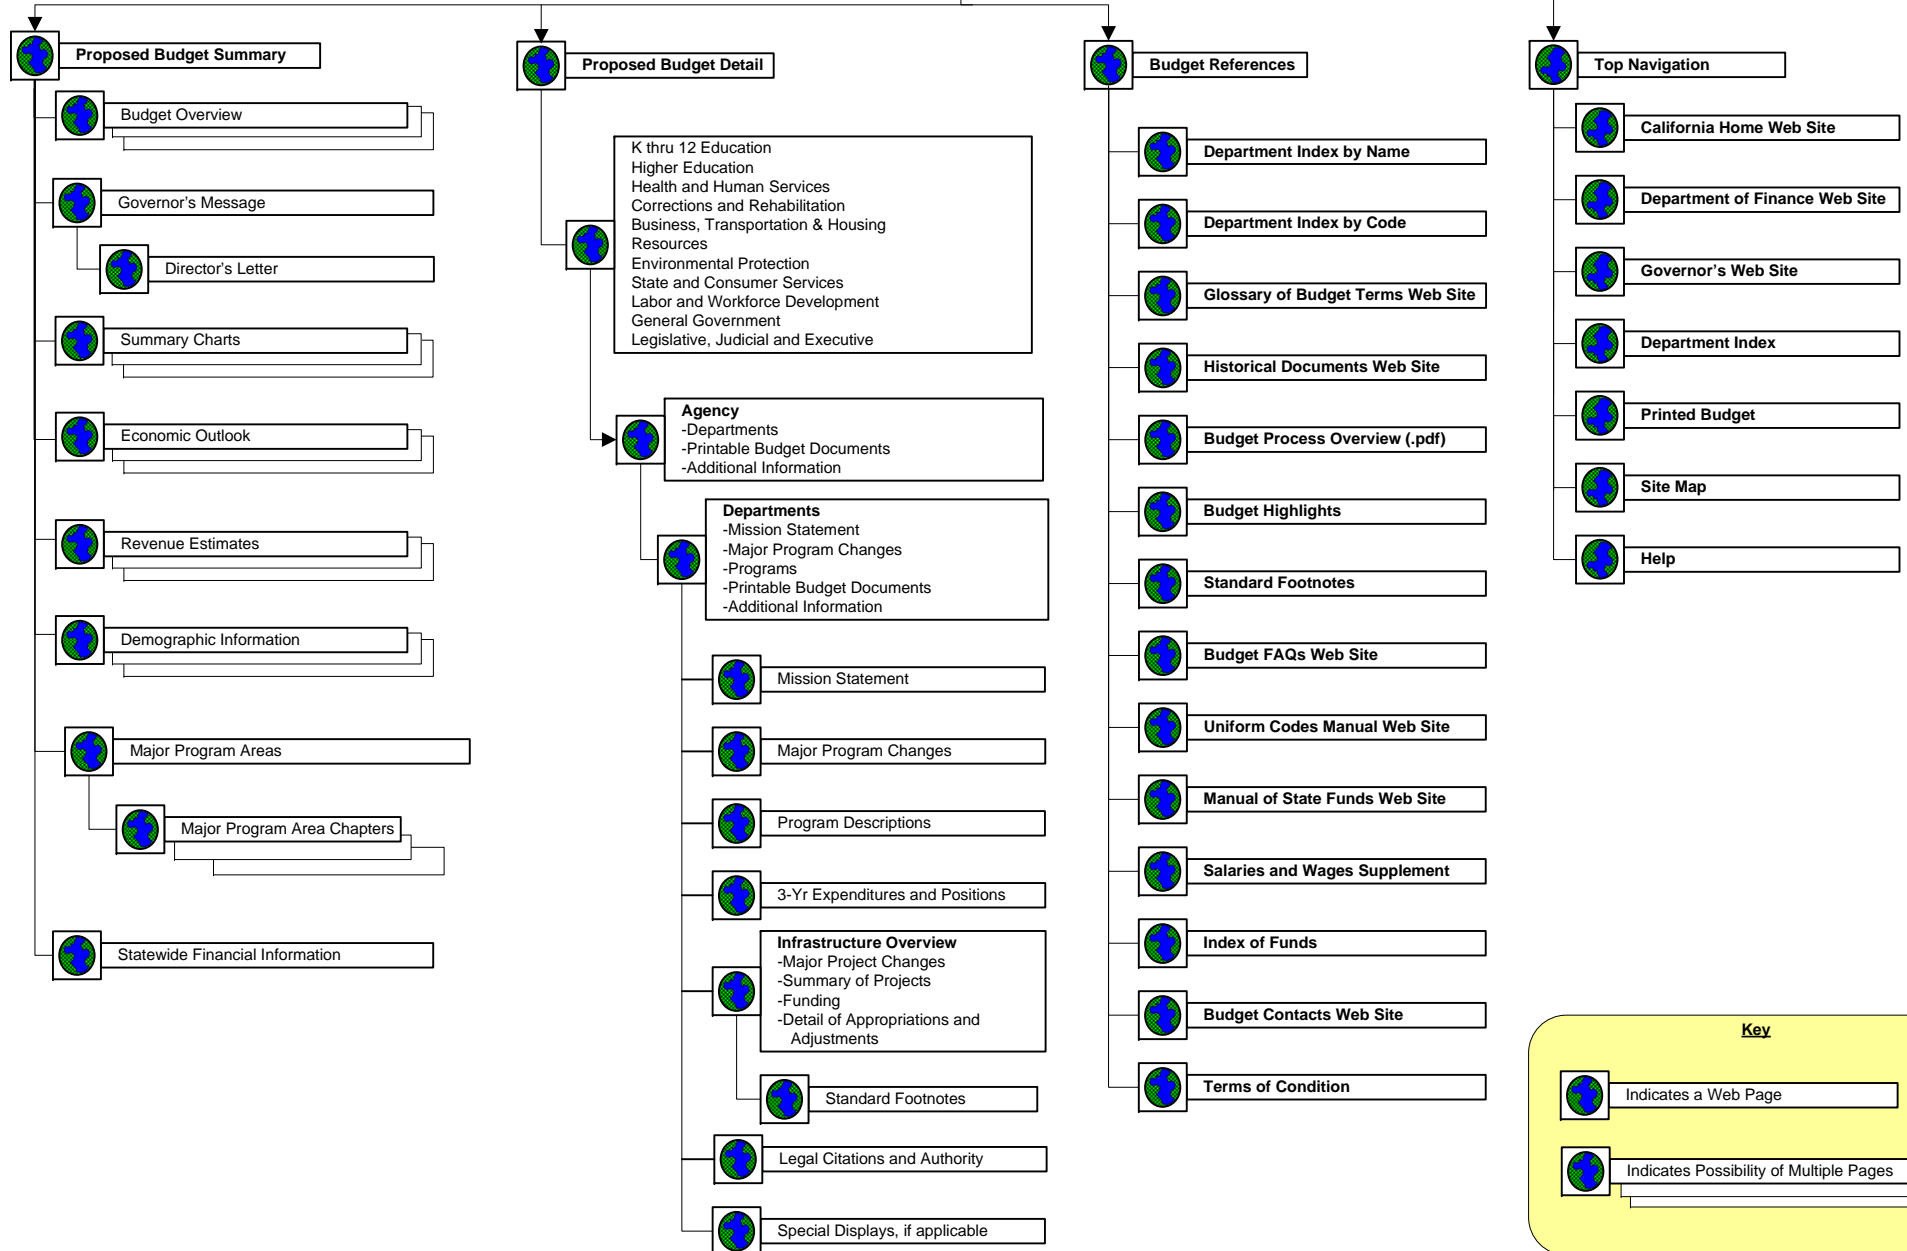 Proposed Budget Summary
Budget Overview
Governor's Message
Director's Letter
Summary Charts
Economic Outlook
Revenue Estimates
Demographic Information
Major Program Areas
Major Program Area Chapters
Statewide Financial Information
Proposed Budget Detail
K thru 12 Education
Higher Education
Health and Human Services
Corrections and Rehabilitation
Business, Transportation & Housing
Resources
Environmental Protection
State and Consumer Services
Labor and Workforce Development
General Government
Legislative, Judicial and Executive
Agency
-Departments
-Printable Budget Documents
-Additional Information
Departments
-Mission Statement
-Major Program Changes
-Programs
-Printable Budget Documents
-Additional Information
Mission Statement
Major Program Changes
Program Descriptions
3-Yr Expenditures and Positions
Infrastructure Overview
-Major Project Changes
-Summary of Projects
-Funding
-Detail of Appropriations and
Adjustments
Standard Footnotes
Legal Citations and Authority
Special Displays, if applicable
Budget References
Department Index by Name
Department Index by Code
Glossary of Budget Terms Web Site
Historical Documents Web Site
Budget Process Overview (.pdf)
Budget Highlights
Standard Footnotes
Budget FAQs Web Site
Uniform Codes Manual Web Site
Manual of State Funds Web Site
Salaries and Wages Supplement
Index of Funds
Budget Contacts Web Site
Terms of Condition
Top Navigation
California Home Web Site
Department of Finance Web Site
Governor's Web Site
Department Index
Printed Budget
Site Map
Help
Key
Indicates a Web Page
Indicates Possibility of Multiple Pages